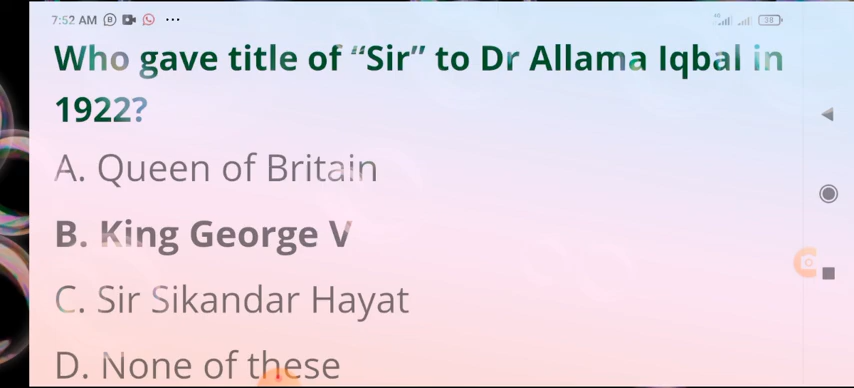 7:52 AM
38
Who gave title of “Sir” to Dr Allama Iqbal in
1922?
A. Queen of Britain
B. King George V
C. Sir Sikandar Hayat
D. None of these